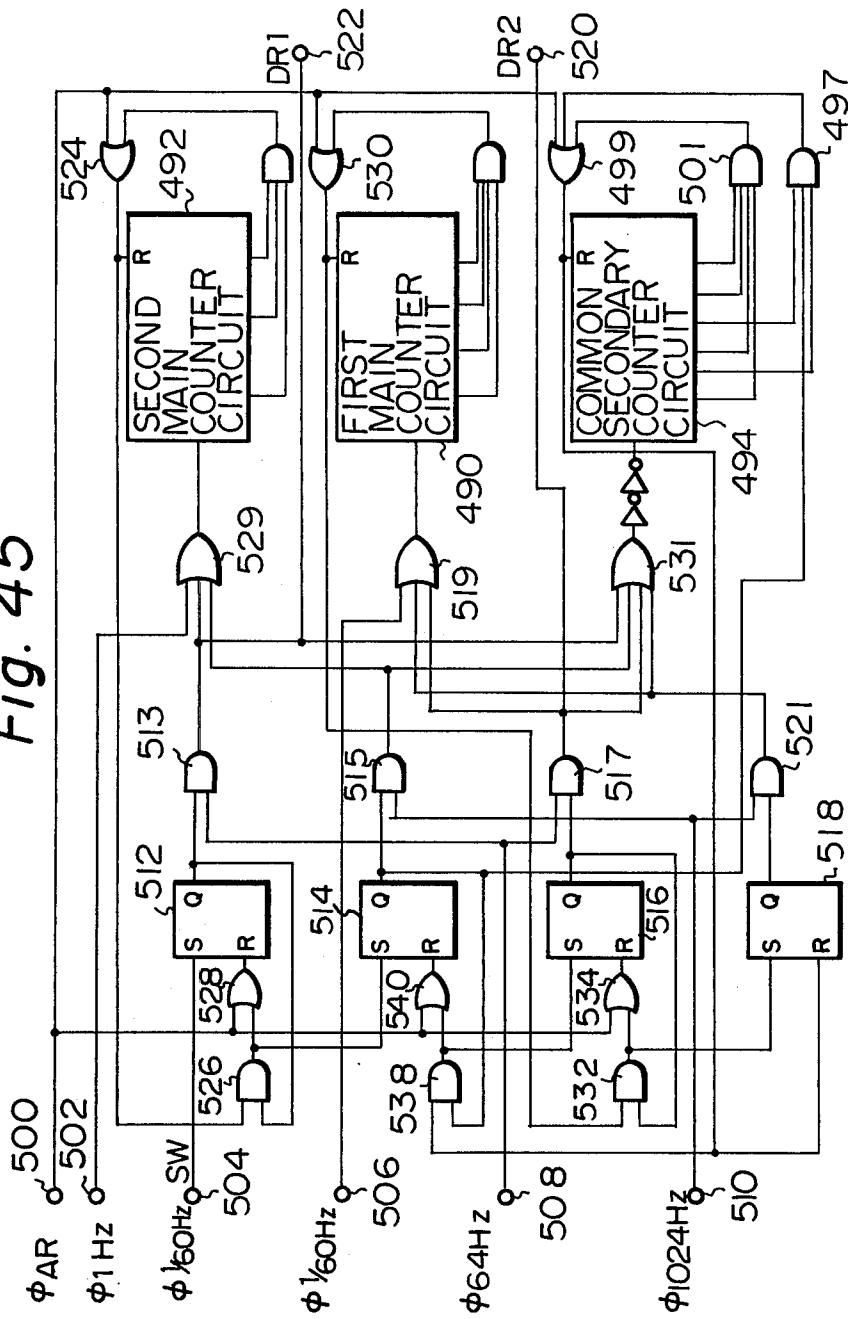 Fig. 45
φAR
500
φ1Hz
502
φ1/60Hz SW
504
φ1/60Hz
506
φ64Hz
508
φ1024Hz
510
524
492
SECOND
MAIN
COUNTER
CIRCUIT
R
529
513
512
S
Q
R
528
526
DR1
522
530
FIRST
MAIN
COUNTER
CIRCUIT
R
490
519
515
514
S
Q
R
540
538
DR2
520
499
501
497
COMMON
SECONDARY
COUNTER
CIRCUIT
R
494
531
517
516
S
Q
R
534
532
521
518
S
Q
R